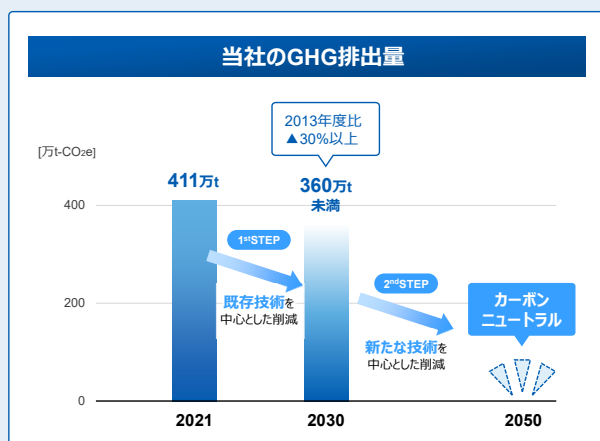 当社のGHG排出量
2013年度比
▲30%以上
[万t-CO2e]
411万t
360万t
未満
400
1stSTEP
2ndSTEP
既存技術を
中心とした削減
カーボン
ニュートラル
200
新たな技術を
中心とした削減
0
2021
2030
2050